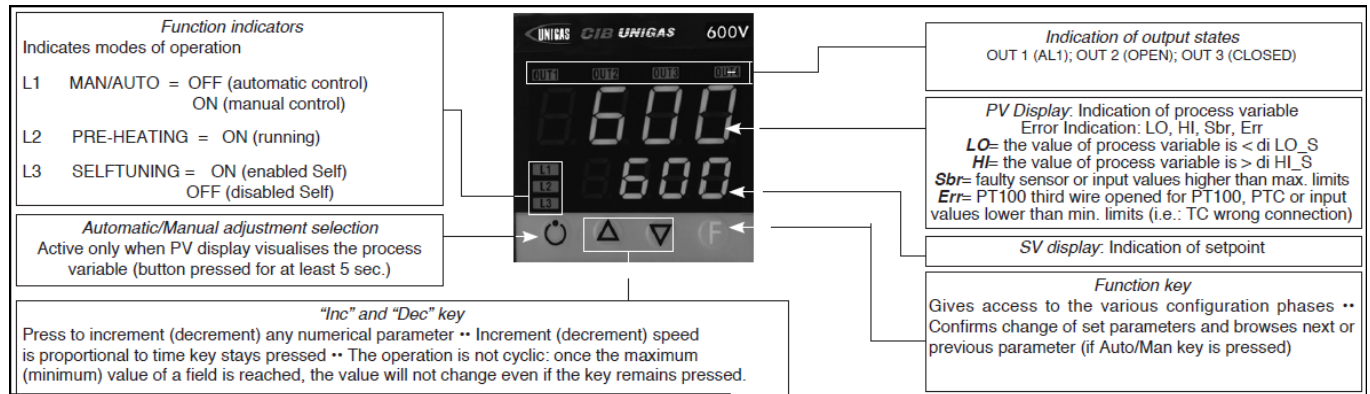 Function indicators
Indicates modes of operation
L1 MAN/AUTO = OFF (automatic control)
ON (manual control)
L2 PRE-HEATING = ON (running)
L3 SELFTUNING = ON (enabled Self)
OFF (disabled Self)
Automatic/Manual adjustment selection
Active only when PV display visualises the process
variable (button pressed for at least 5 sec.)
"Inc" and "Dec" key
Press to increment (decrement) any numerical parameter •• Increment (decrement) speed
is proportional to time key stays pressed •• The operation is not cyclic: once the maximum
(minimum) value of a field is reached, the value will not change even if the key remains pressed.
UNIGAS CIB UNIGAS 600V
OUT1 OUT2 OUT3
600
L1
L2
L3
600
F
Indication of output states
OUT 1 (AL1); OUT 2 (OPEN); OUT 3 (CLOSED)
PV Display: Indication of process variable
Error Indication: LO, HI, Sbr, Err
LO= the value of process variable is < di LO_S
HI= the value of process variable is > di HI_S
Sbr= faulty sensor or input values higher than max. limits
Err= PT100 third wire opened for PT100, PTC or input
values lower than min. limits (i.e.: TC wrong connection)
SV display: Indication of setpoint
Function key
Gives access to the various configuration phases ••
Confirms change of set parameters and browses next or
previous parameter (if Auto/Man key is pressed)